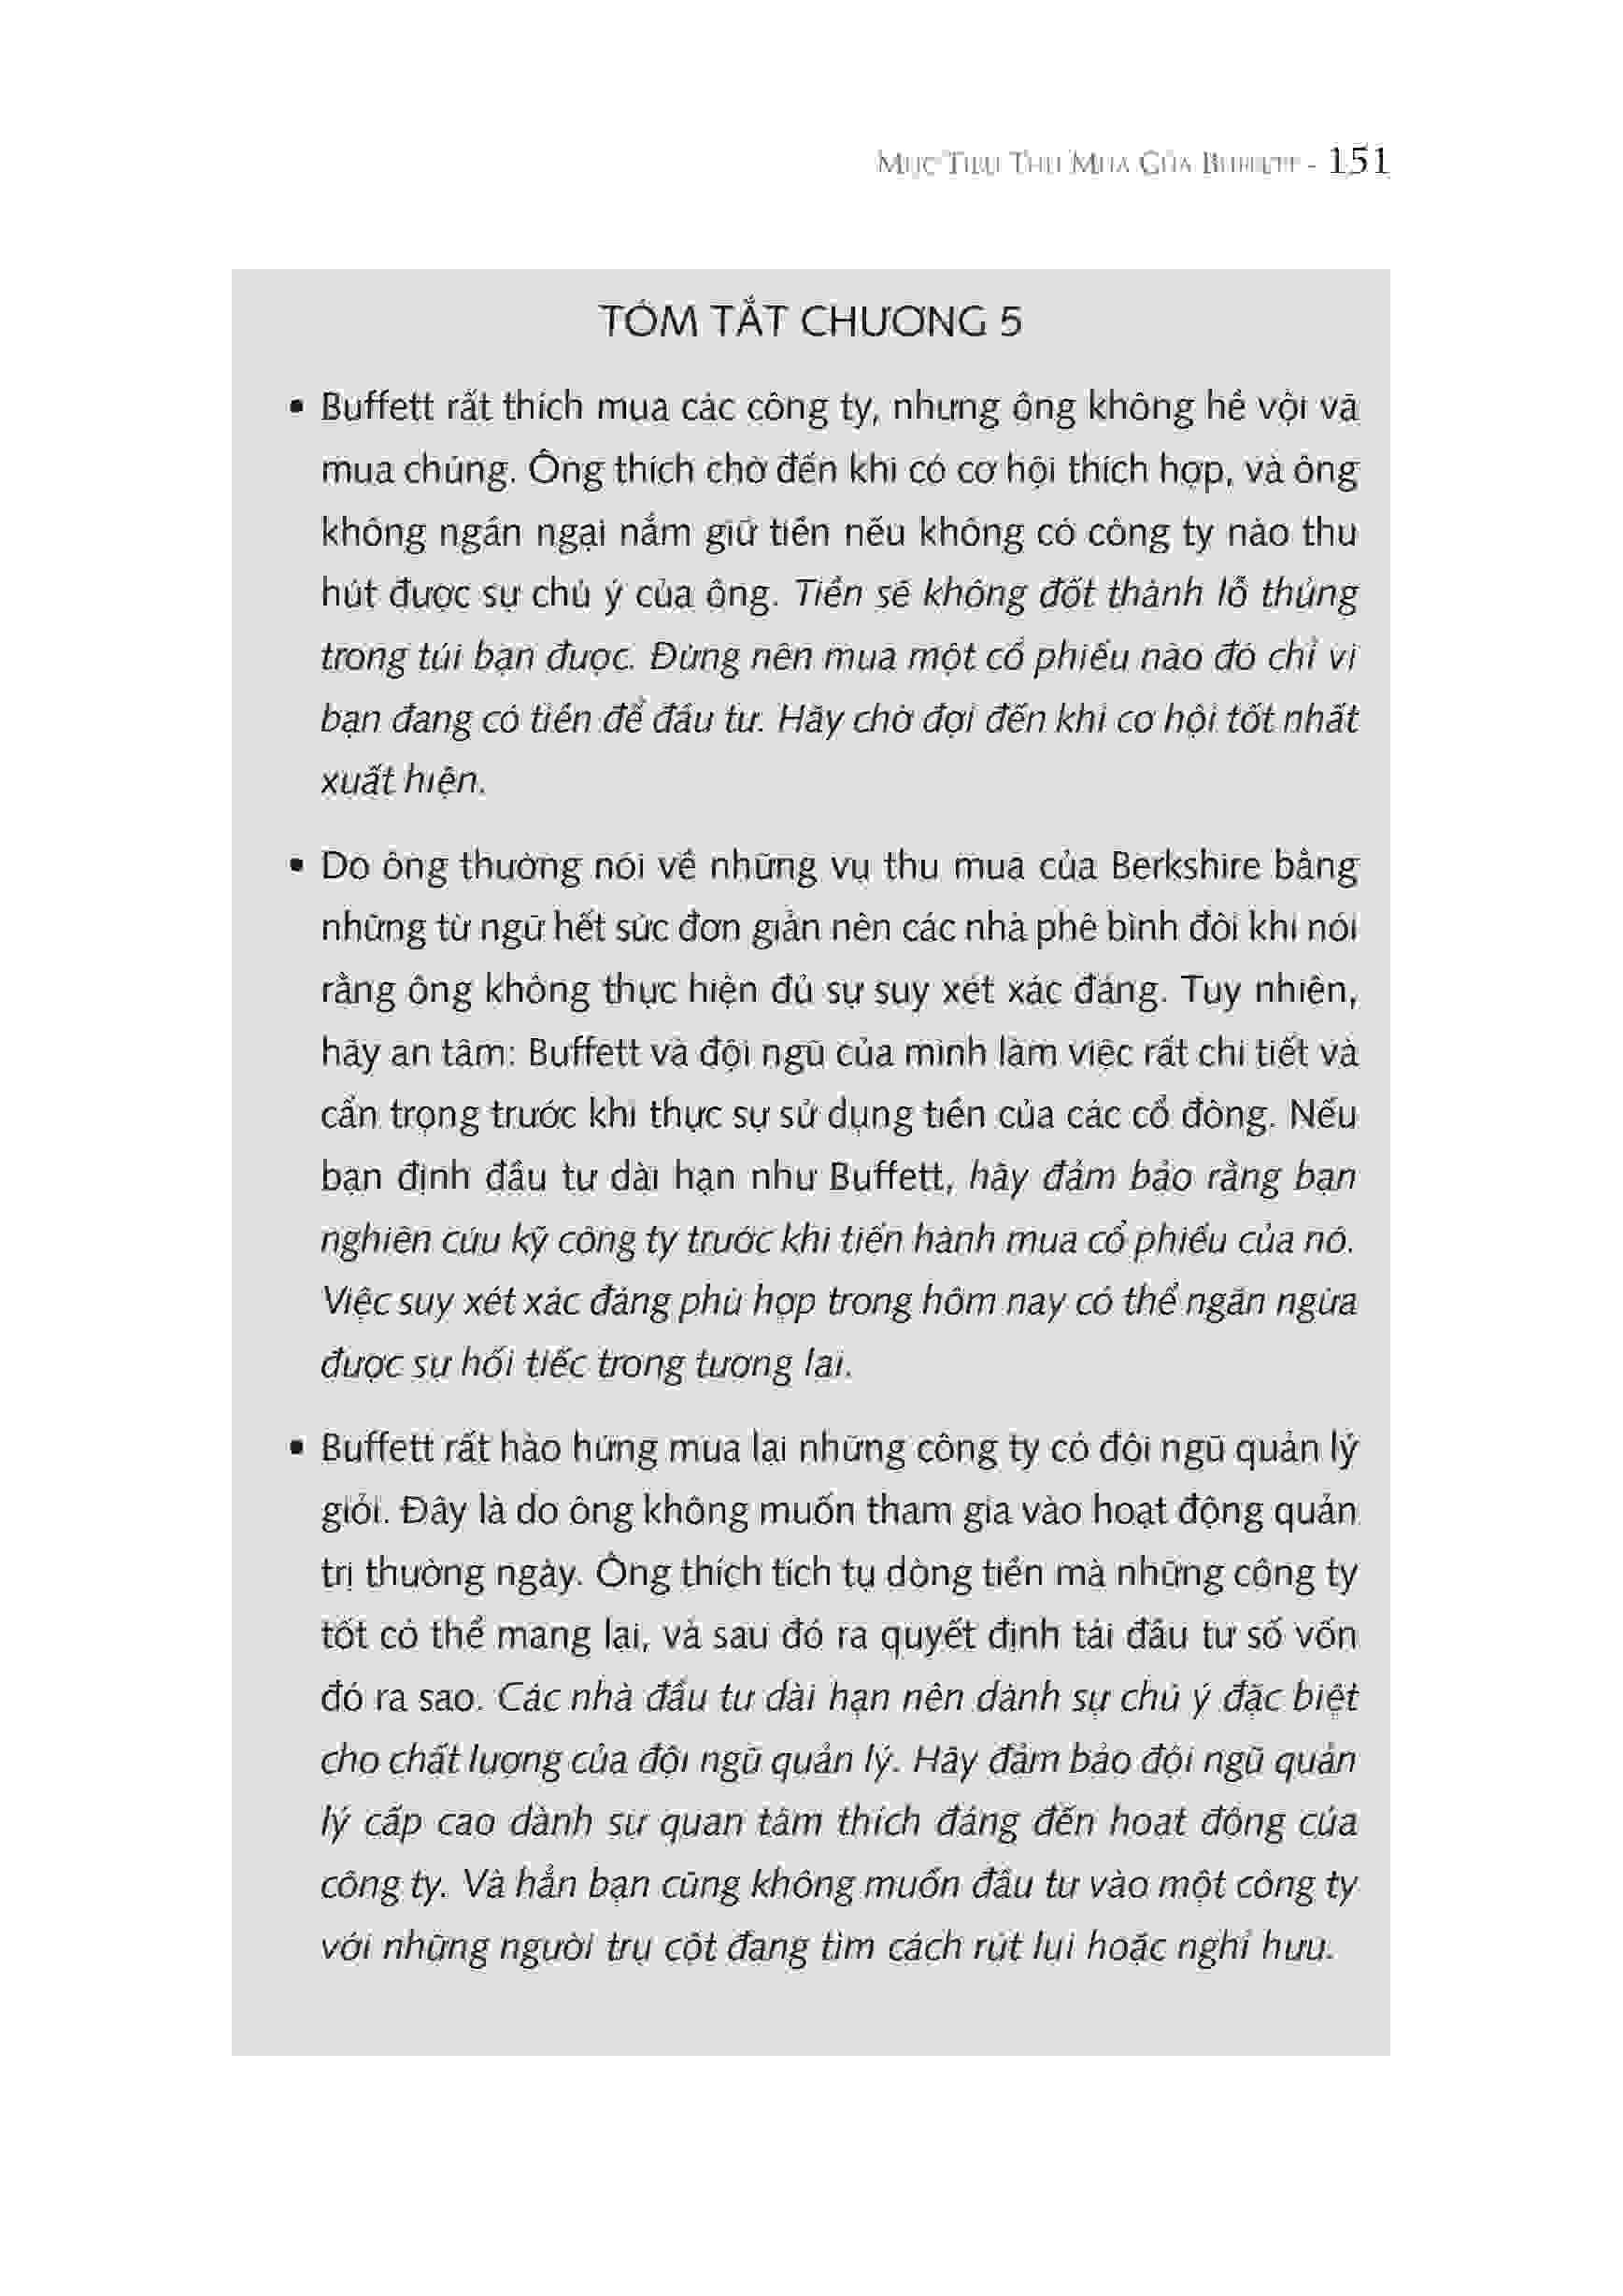 Mục Tiêu Thu Mua Của Buffett - 151
TÓM TẮT CHƯƠNG 5
• Buffett rất thích mua các công ty, nhưng ông không hề vội vã
mua chúng. Ông thích chờ đến khi có cơ hội thích hợp, và ông
không ngần ngại nắm giữ tiền nếu không có công ty nào thu
hút được sự chú ý của ông. Tiền sẽ không đốt thành lỗ thủng
trong túi bạn được. Đừng nên mua một cổ phiếu nào đó chỉ vì
bạn đang có tiền để đầu tư. Hãy chờ đợi đến khi cơ hội tốt nhất
xuất hiện.
• Do ông thường nói về những vụ thu mua của Berkshire bằng
những từ ngữ hết sức đơn giản nên các nhà phê bình đôi khi nói
rằng ông không thực hiện đủ sự suy xét xác đáng. Tuy nhiên,
hãy an tâm: Buffett và đội ngũ của mình làm việc rất chi tiết và
cẩn trọng trước khi thực sự sử dụng tiền của các cổ đông. Nếu
bạn định đầu tư dài hạn như Buffett, hãy đảm bảo rằng bạn
nghiên cứu kỹ công ty trước khi tiến hành mua cổ phiếu của nó.
Việc suy xét xác đáng phù hợp trong hôm nay có thể ngăn ngừa
được sự hối tiếc trong tương lai.
• Buffett rất hào hứng mua lại những công ty có đội ngũ quản lý
giỏi. Đây là do ông không muốn tham gia vào hoạt động quản
trị thường ngày. Ông thích tích tụ dòng tiền mà những công ty
tốt có thể mang lại, và sau đó ra quyết định tái đầu tư số vốn
đó ra sao. Các nhà đầu tư dài hạn nên dành sự chú ý đặc biệt
cho chất lượng của đội ngũ quản lý. Hãy đảm bảo đội ngũ quản
lý cấp cao dành sự quan tâm thích đáng đến hoạt động của
công ty. Và hẳn bạn cũng không muốn đầu tư vào một công ty
với những người trụ cột đang tìm cách rút lui hoặc nghỉ hưu.